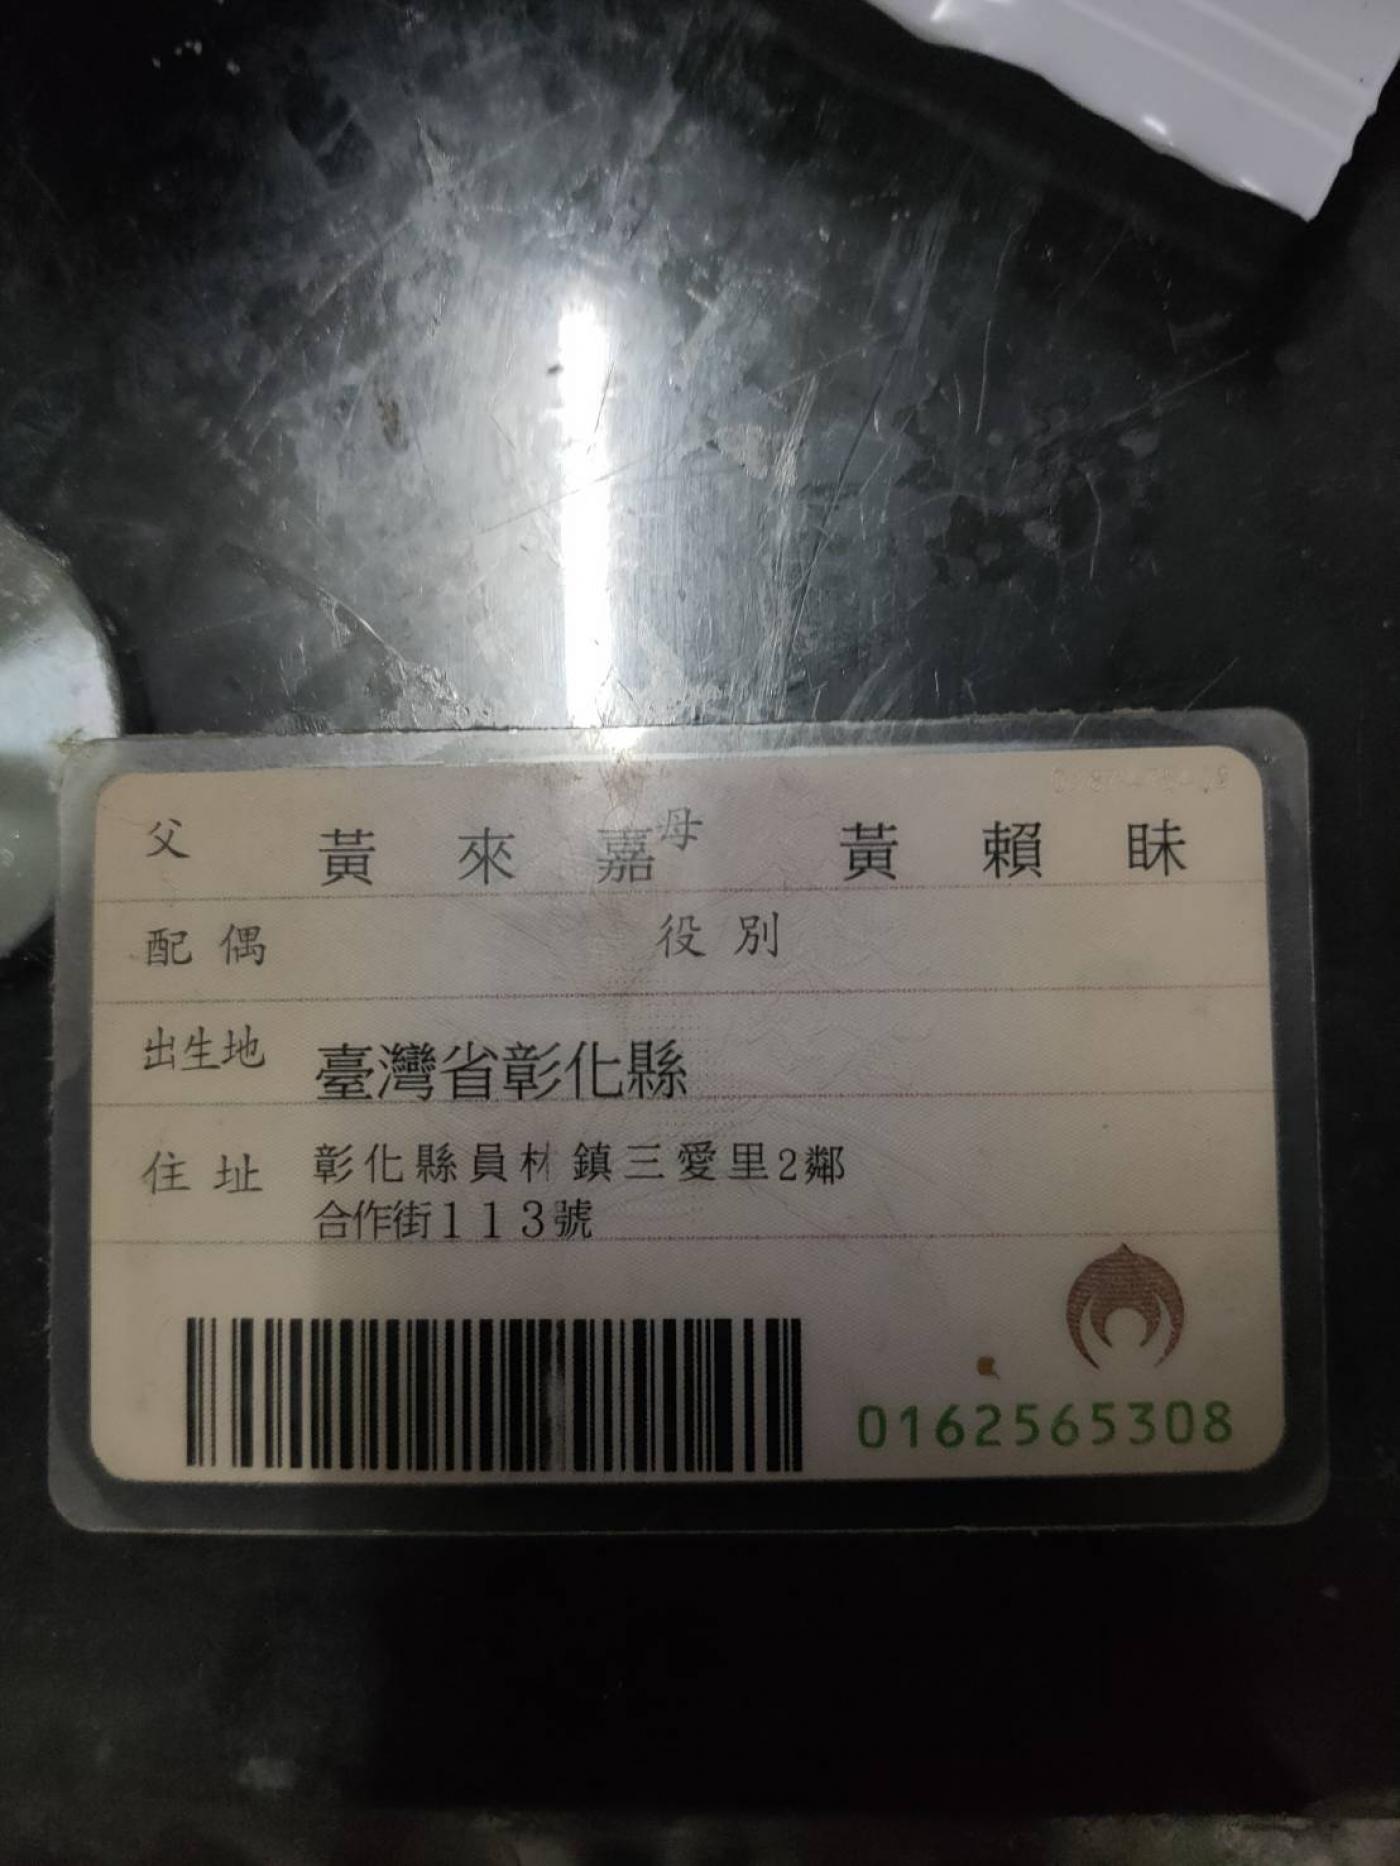 父 黃來嘉 母 黃賴眛
配偶 役別
出生地 臺灣省彰化縣
住址 彰化縣員林鎮三愛里2鄰
合作街113號
0162565308